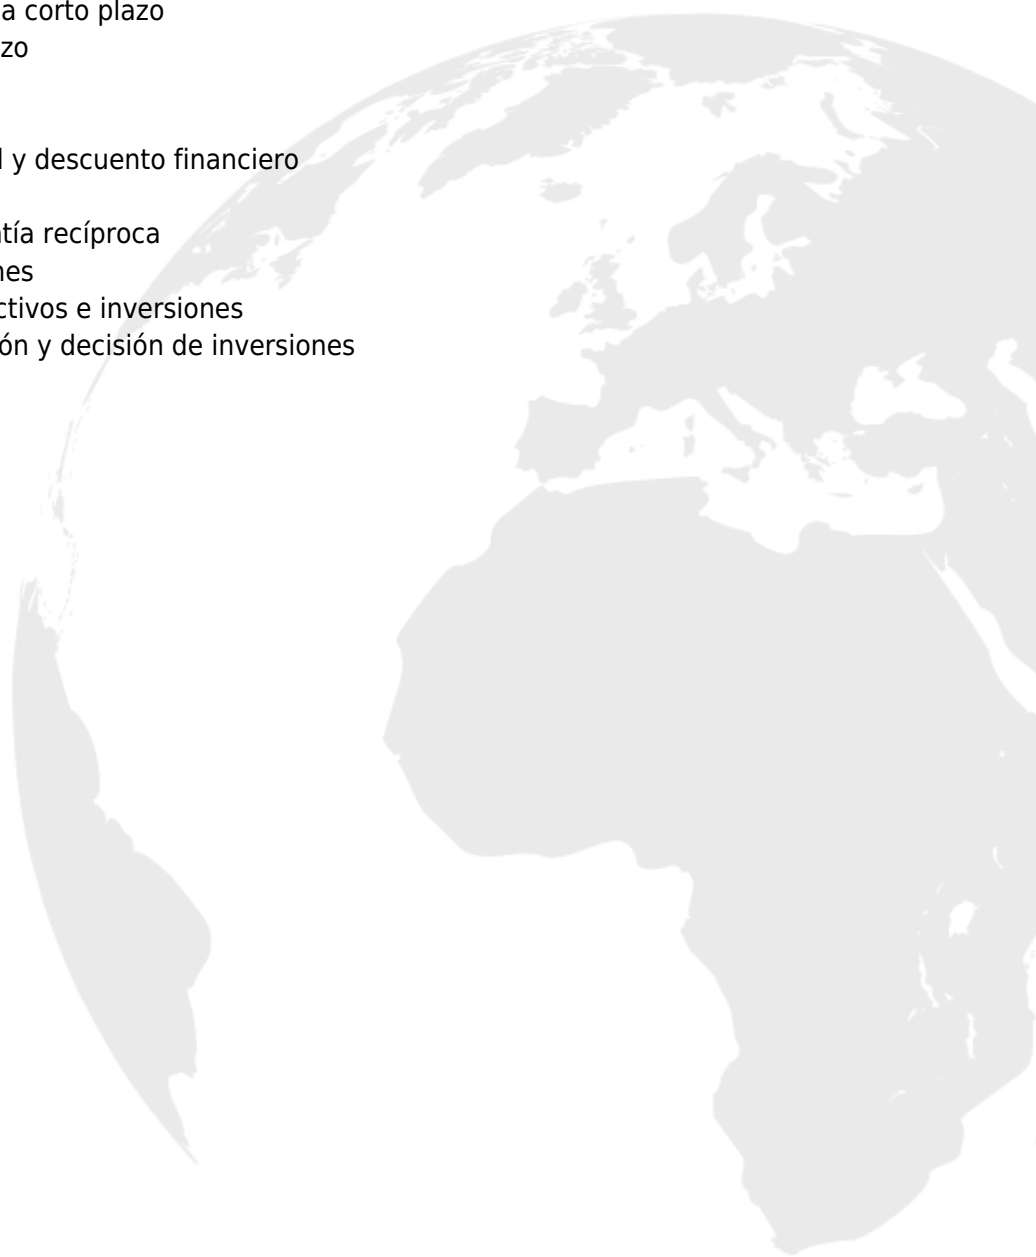 a corto plazo
zo
y descuento financiero
tía recíproca
nes
ctivos e inversiones
ón y decisión de inversiones